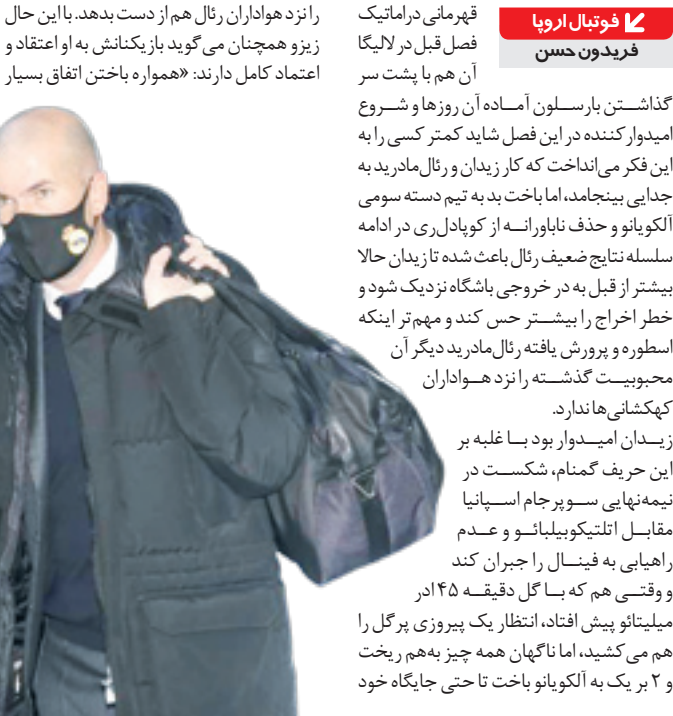 فوتبال اروپا
فریدون حسن
قهرمانی دراماتیک
فصل قبل در لالیگا
آن هم با پشت سر
گذاشتن بارسلون آماده آن روزها و شروع
امیدوارکننده در این فصل شاید کمتر کسی را به
این فکر می‌انداخت که کار زیدان و رئال‌مادرید به
جدایی بینجامد، اما باخت بد به تیم دسته سومی
آلکویانو و حذف ناباورانه از کوپادل‌ری در ادامه
سلسله نتایج ضعیف رئال باعث شده تا زیدان حالا
بیشتر از قبل به در خروجی باشگاه نزدیک شود و
خطر اخراج را بیشتر حس کند و مهم‌تر اینکه
اسطوره و پرورش یافته رئال‌مادرید دیگر آن
محبوبیت گذشته را نزد هواداران
کهکشانی‌ها ندارد.
زیدان امیدوار بود با غلبه بر
این حریف گمنام، شکست در
نیمه‌نهایی سوپرجام اسپانیا
مقابل اتلتیکوبیلبائو و عدم
راهیابی به فینال را جبران کند
و وقتی هم که با گل دقیقه ۴۵ ادر
میلیتائو پیش افتاد، انتظار یک پیروزی پرگل را
هم می‌کشید، اما ناگهان همه چیز به‌هم ریخت
و ۲ بر یک به آلکویانو باخت تا حتی جایگاه خود
را نزد هواداران رئال هم از دست بدهد. با این حال
زیزو همچنان می‌گوید بازیکنانش به او اعتقاد و
اعتماد کامل دارند: «همواره باختن اتفاق بسیار